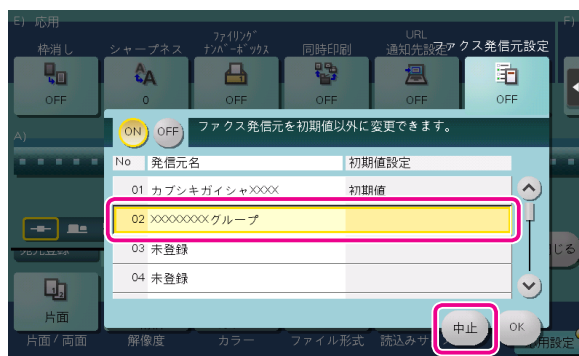 E) 応用
F)
枠消し
シャープネス
ﾌｧｲﾘﾝｸﾞ
ﾅﾝﾊﾞｰﾎﾞｯｸｽ
同時印刷
URL
通知先設定
ファクス発信元設定
OFF
0
OFF
OFF
OFF
OFF
A)
ON
OFF
ファクス発信元を初期値以外に変更できます。
No
発信元名
初期値設定
01 カブシキガイシャXXXX
初期値
02 XXXXXXXXグループ
03 未登録
04 未登録
じる
片面
中止
OK
片面/両面
解像度
カラー
ファイル形式
読込みサ
用設定